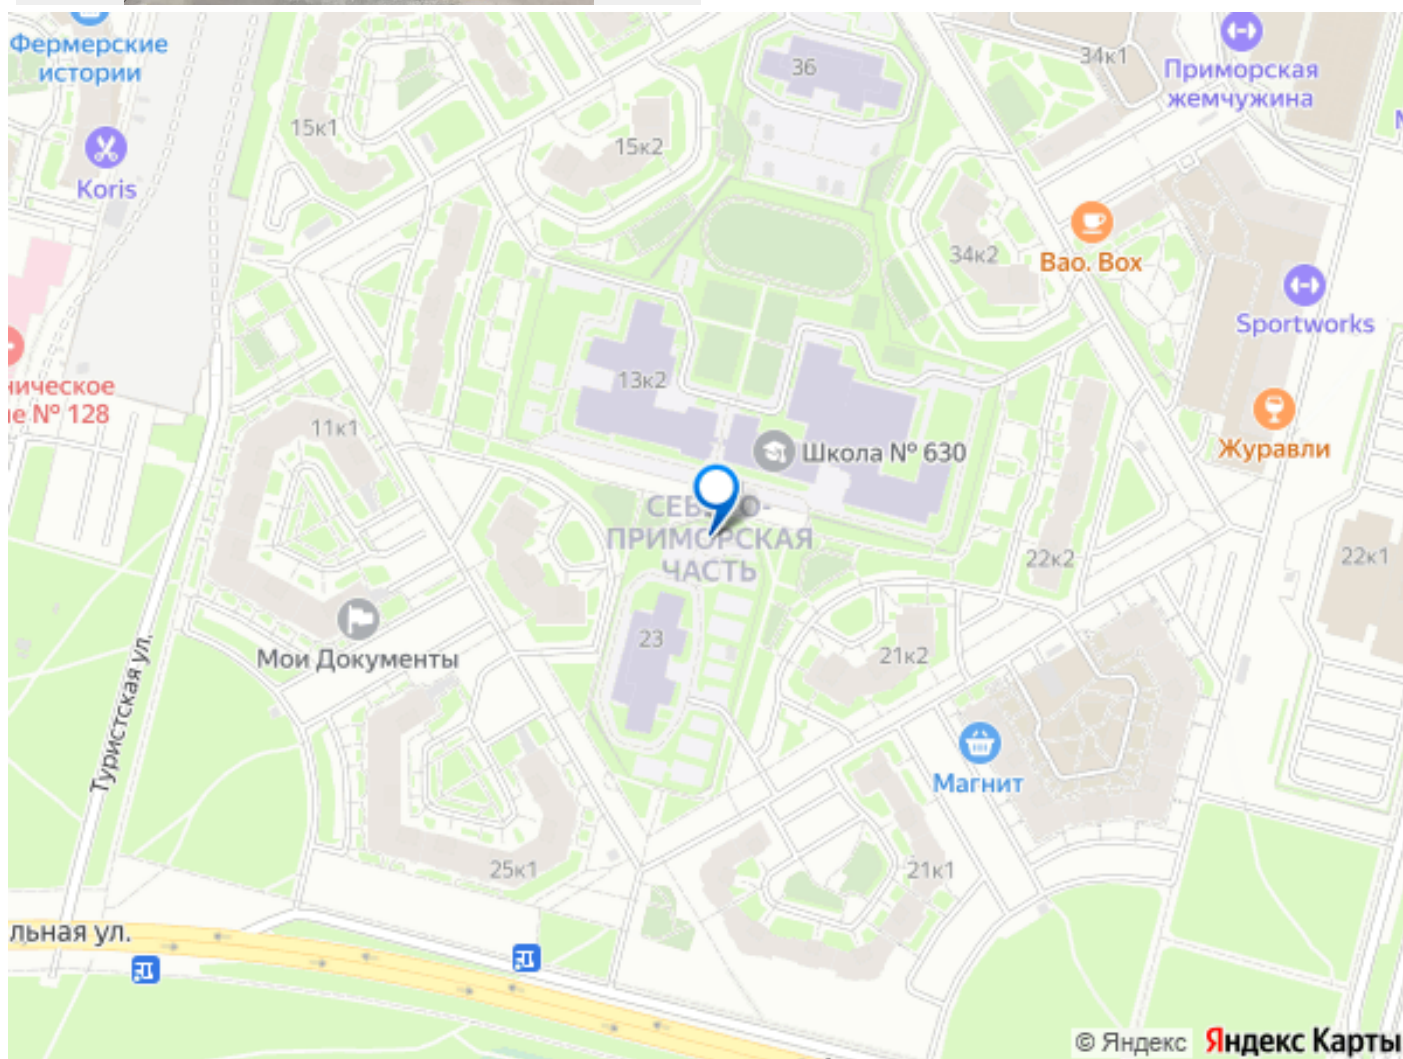 Фермерские
истории
34к1
Приморская
жемчужина
36
15к1
15к2
Koris
34к2
Bao. Box
Sportworks
ническое
е № 128
13к2
11к1
Школа № 630
Журавли
ПРИМОРСКАЯ
ЧАСТЬ
22к2
22к1
23
21к2
Мои Документы
Туристская ул.
Магнит
25к1
21к1
льная ул.
© Яндекс Яндекс Карты